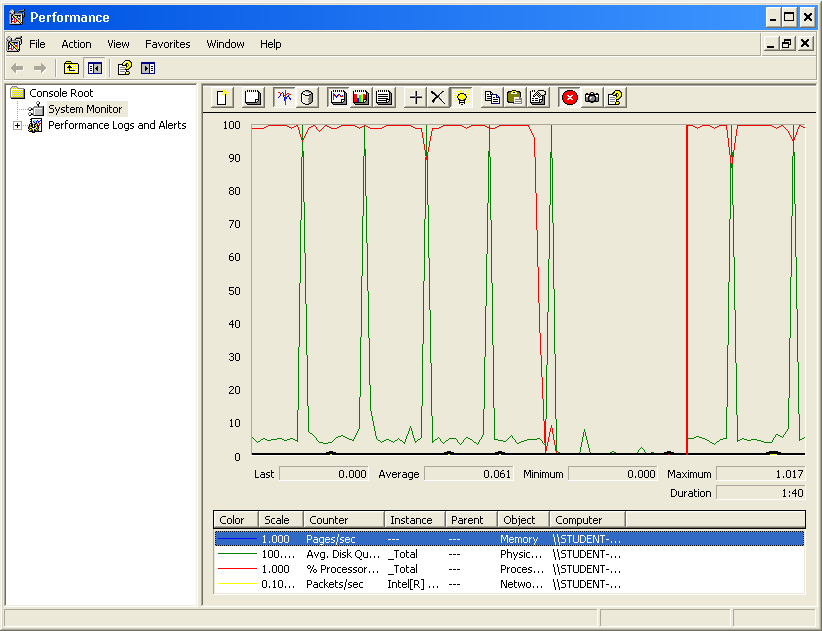 Performance
File Action View Favorites Window Help
Console Root
System Monitor
Performance Logs and Alerts
100
90
80
70
60
50
40
30
20
10
0
Last 0.000 Average 0.061 Minimum 0.000 Maximum 1.017
Duration 1:40
Color Scale Counter Instance Parent Object Computer
1.000 Pages/sec --- --- Memory \\STUDENT-...
100.... Avg. Disk Qu... _Total --- Physic... \\STUDENT-...
1.000 % Processor... _Total --- Proces... \\STUDENT-...
0.10... Packets/sec Intel[R] ... --- Netwo... \\STUDENT-...